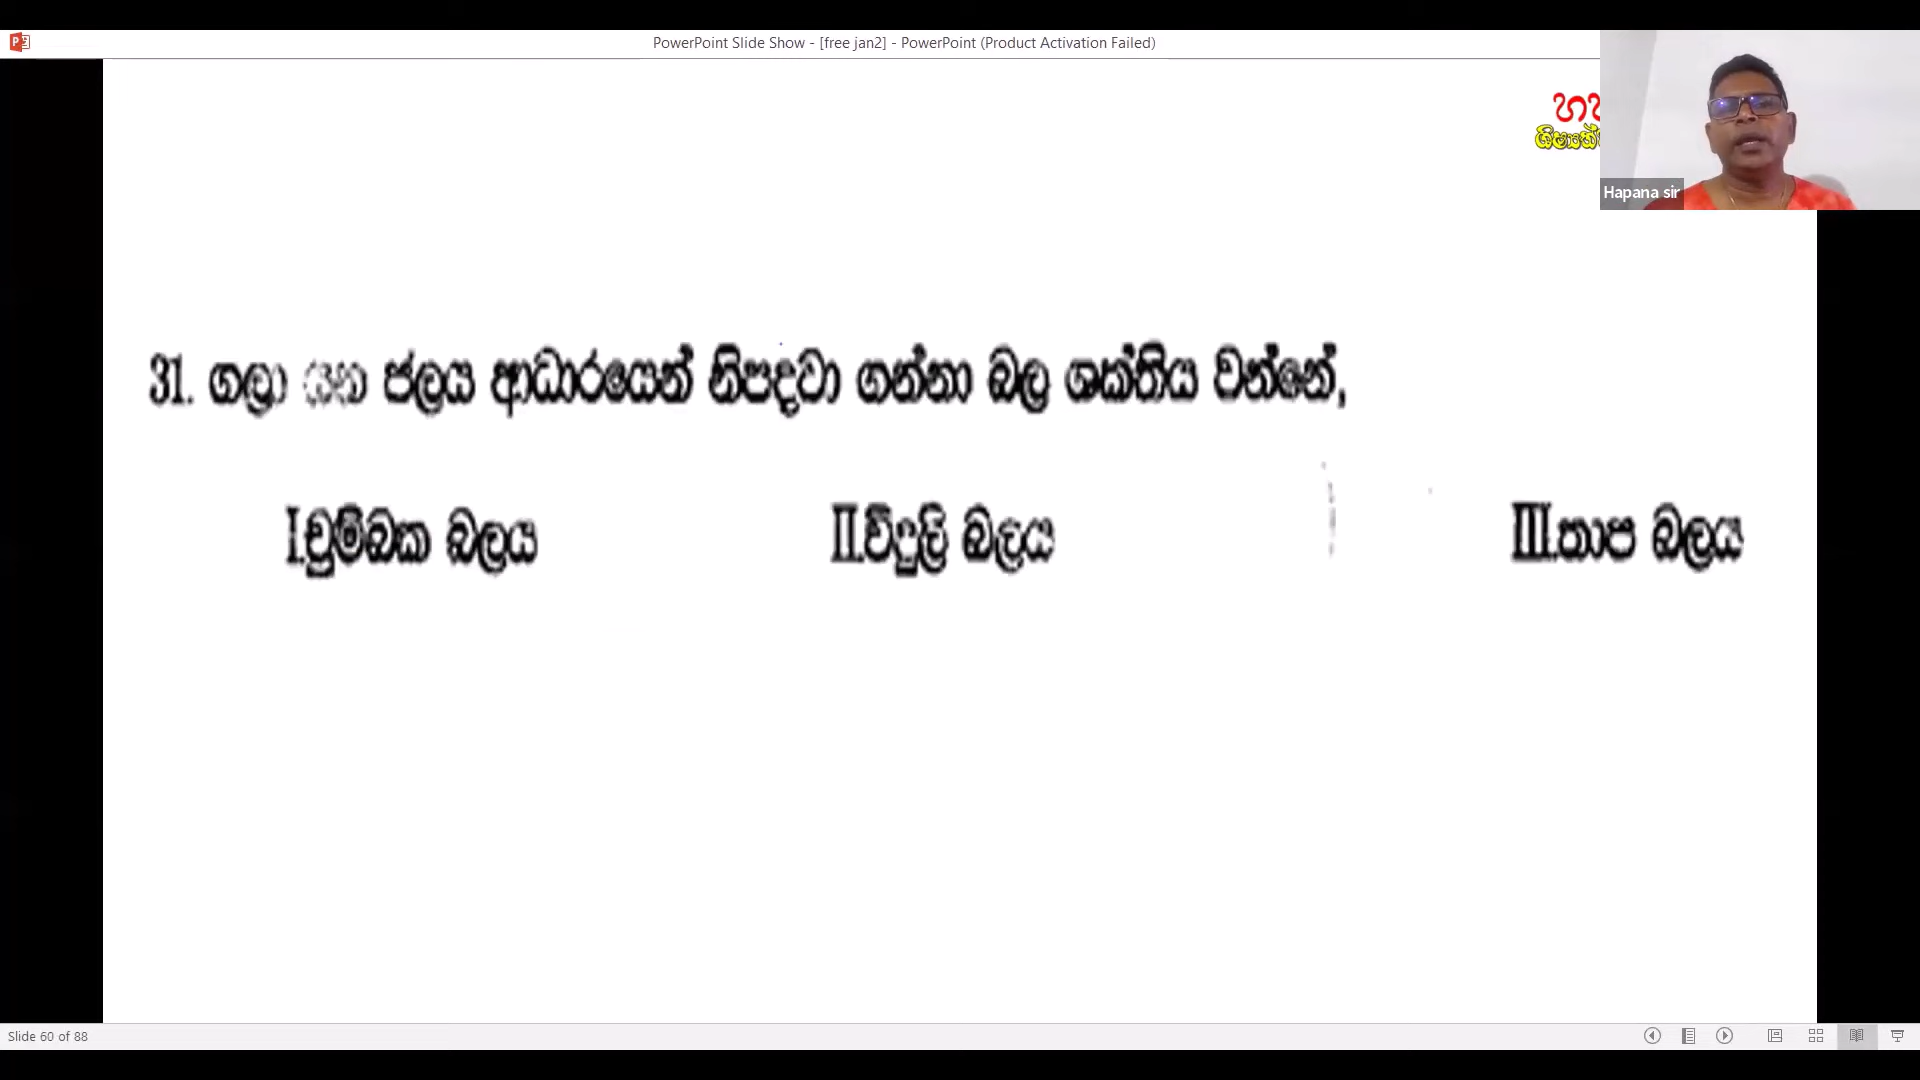 PowerPoint Slide Show - [free jan2] - PowerPoint (Product Activation Failed)
Hapana sir
31. ගලා යන ජලය ආධාරයෙන් නිපදවා ගන්නා බල ශක්තිය වන්නේ,
I.චුම්බක බලය II.විදුලි බලය III.තාප බලය
Slide 60 of 88